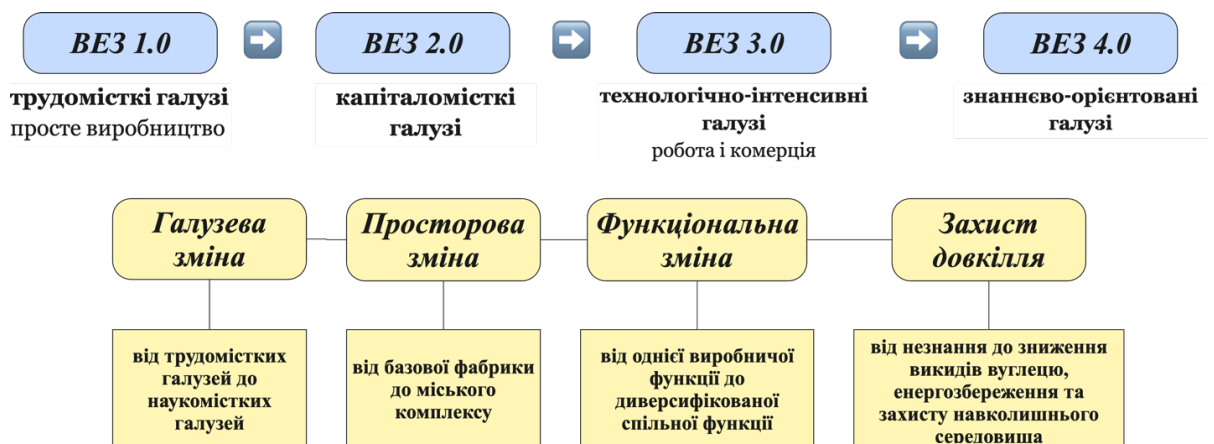 ВЕЗ 1.0
ВЕЗ 2.0
ВЕЗ 3.0
ВЕЗ 4.0
трудомісткі галузі
просте виробництво
капіталомісткі
галузі
технологічно-інтенсивні
галузі
робота і комерція
знаннєво-орієнтовані
галузі
Галузева
зміна
Просторова
зміна
Функціональна
зміна
Захист
довкілля
від трудомістких
галузей до
наукомістких
галузей
від базової фабрики
до міського
комплексу
від однієї виробничої
функції до
диверсифікованої
спільної функції
від незнання до зниження
викидів вуглецю,
енергозбереження та
захисту навколишнього
середовища